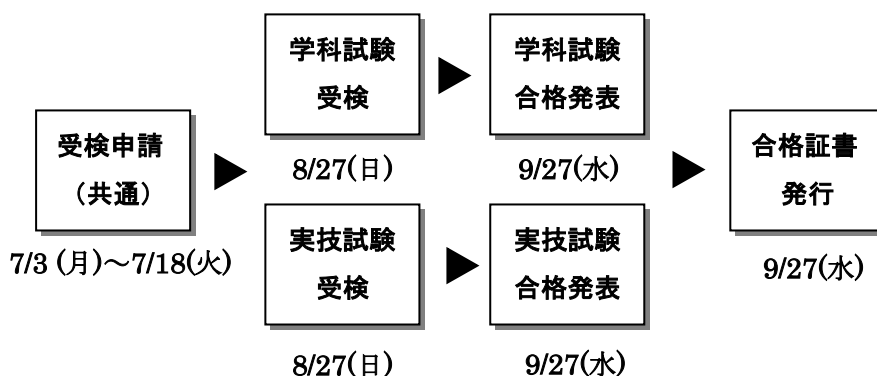 受検申請
（共通）
7/3 (月)～7/18(火)
学科試験
受検
8/27(日)
学科試験
合格発表
9/27(水)
実技試験
受検
8/27(日)
実技試験
合格発表
9/27(水)
合格証書
発行
9/27(水)